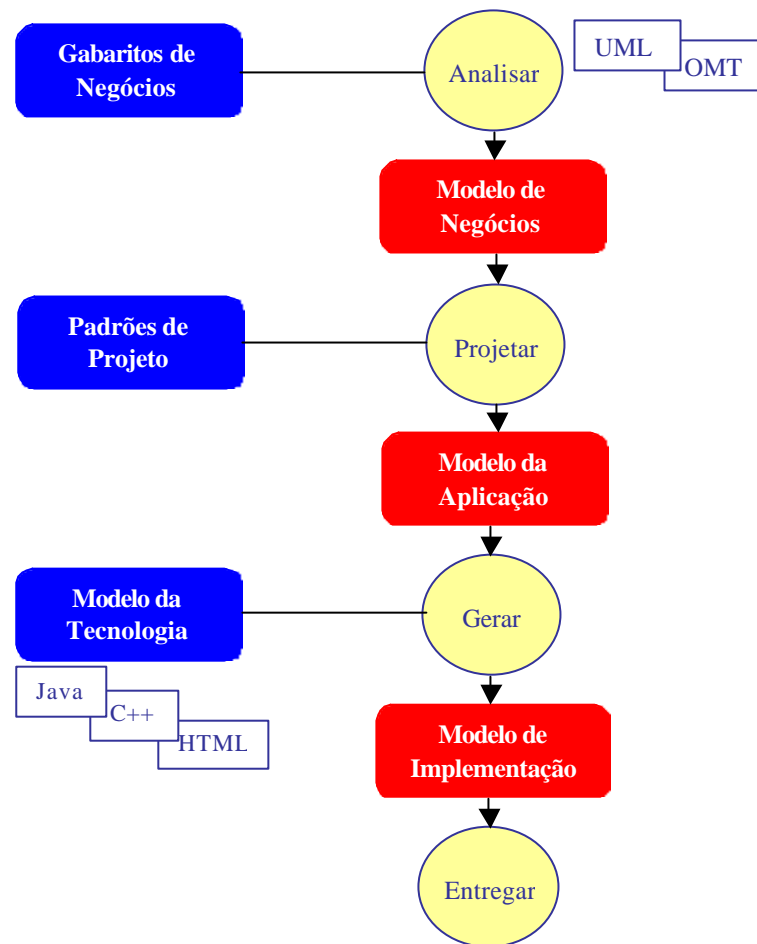 Gabaritos de
Negócios
Analisar
UML
OMT
Modelo de
Negócios
Padrões de
Projeto
Projetar
Modelo da
Aplicação
Modelo da
Tecnologia
Gerar
Java
C++
HTML
Modelo de
Implementação
Entregar